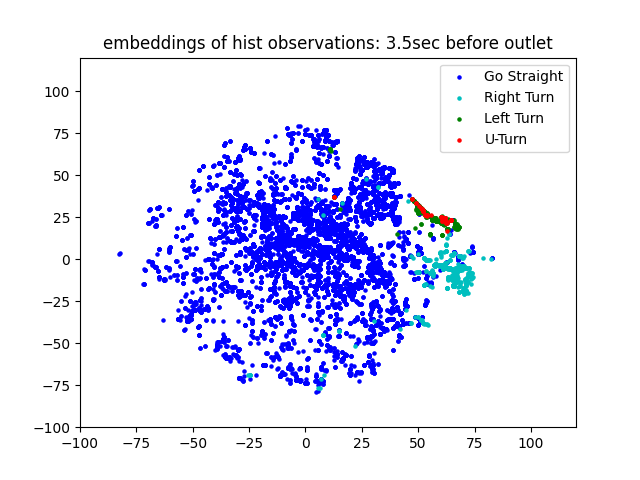 embeddings of hist observations: 3.5sec before outlet
Go Straight
Right Turn
Left Turn
U-Turn
100
75
50
25
0
−25
−50
−75
−100
−100 −75 −50 −25 0 25 50 75 100